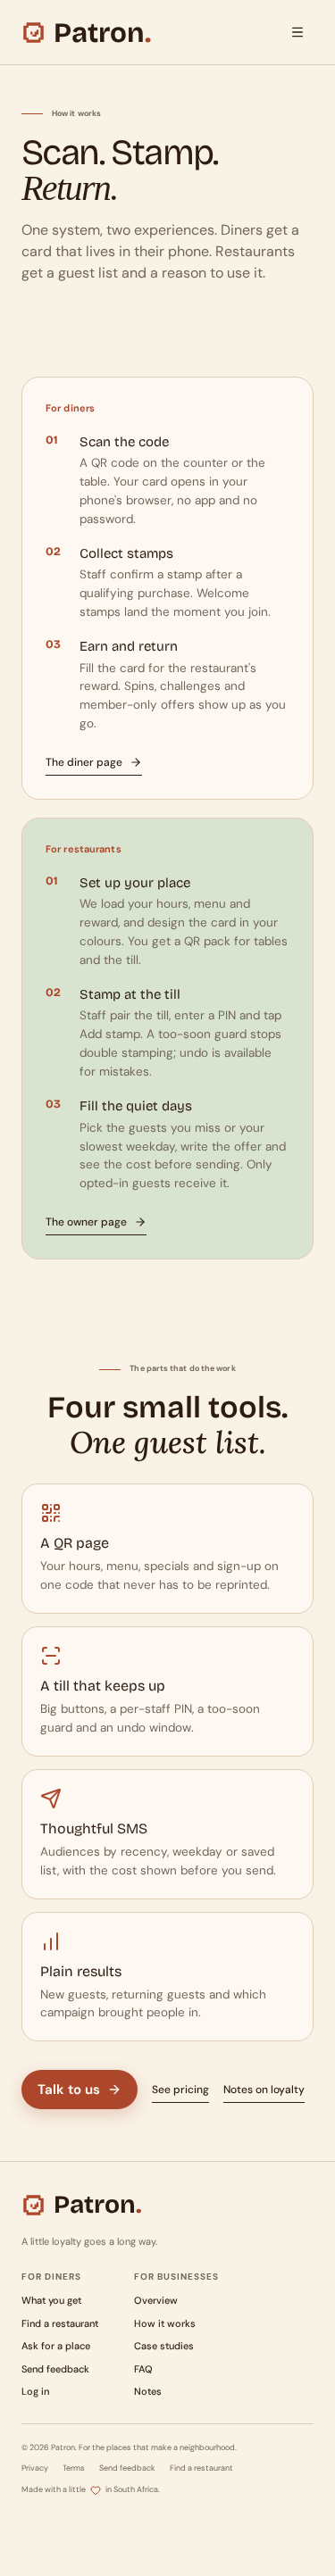 Patron.
How it works
Scan. Stamp.
Return.
One system, two experiences. Diners get a
card that lives in their phone. Restaurants
get a guest list and a reason to use it.
For diners
01 Scan the code
A QR code on the counter or the
table. Your card opens in your
phone's browser, no app and no
password.
02 Collect stamps
Staff confirm a stamp after a
qualifying purchase. Welcome
stamps land the moment you join.
03 Earn and return
Fill the card for the restaurant's
reward. Spins, challenges and
member-only offers show up as you
go.
The diner page
For restaurants
01 Set up your place
We load your hours, menu and
reward, and design the card in your
colours. You get a QR pack for tables
and the till.
02 Stamp at the till
Staff pair the till, enter a PIN and tap
Add stamp. A too-soon guard stops
double stamping; undo is available
for mistakes.
03 Fill the quiet days
Pick the guests you miss or your
slowest weekday, write the offer and
see the cost before sending. Only
opted-in guests receive it.
The owner page
The parts that do the work
Four small tools.
One guest list.
A QR page
Your hours, menu, specials and sign-up on
one code that never has to be reprinted.
A till that keeps up
Big buttons, a per-staff PIN, a too-soon
guard and an undo window.
Thoughtful SMS
Audiences by recency, weekday or saved
list, with the cost shown before you send.
Plain results
New guests, returning guests and which
campaign brought people in.
Talk to us See pricing Notes on loyalty
Patron.
A little loyalty goes a long way.
FOR DINERS
What you get
Find a restaurant
Ask for a place
Send feedback
Log in
FOR BUSINESSES
Overview
How it works
Case studies
FAQ
Notes
© 2026 Patron. For the places that make a neighbourhood.
Privacy Terms Send feedback Find a restaurant
Made with a little in South Africa.